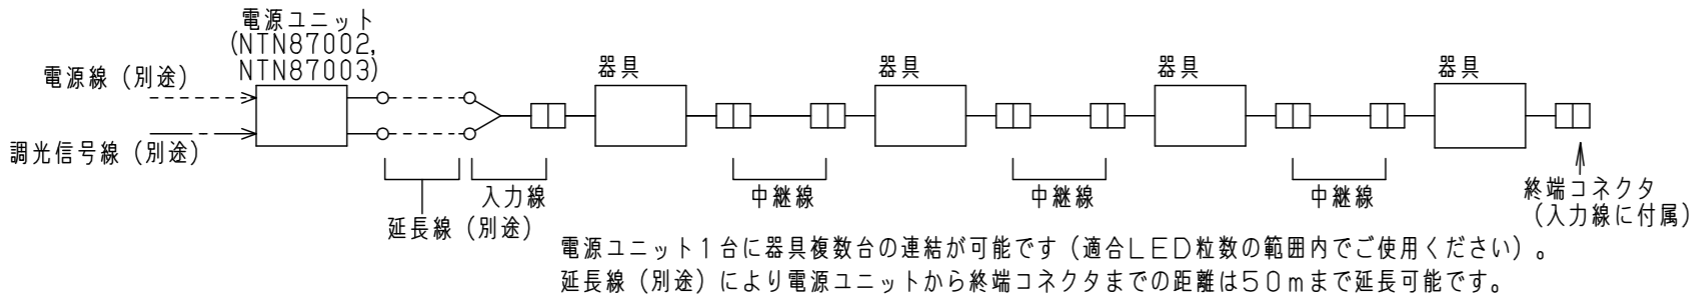 電源ユニット
(NTN87002,
NTN87003)
電源線（別途）
調光信号線（別途）
器具
器具
器具
器具
延長線（別途）
入力線
中継線
中継線
中継線
終端コネクタ
（入力線に付属）
電源ユニット１台に器具複数台の連結が可能です（適合ＬＥＤ粒数の範囲内でご使用ください）。
延長線（別途）により電源ユニットから終端コネクタまでの距離は５０ｍまで延長可能です。